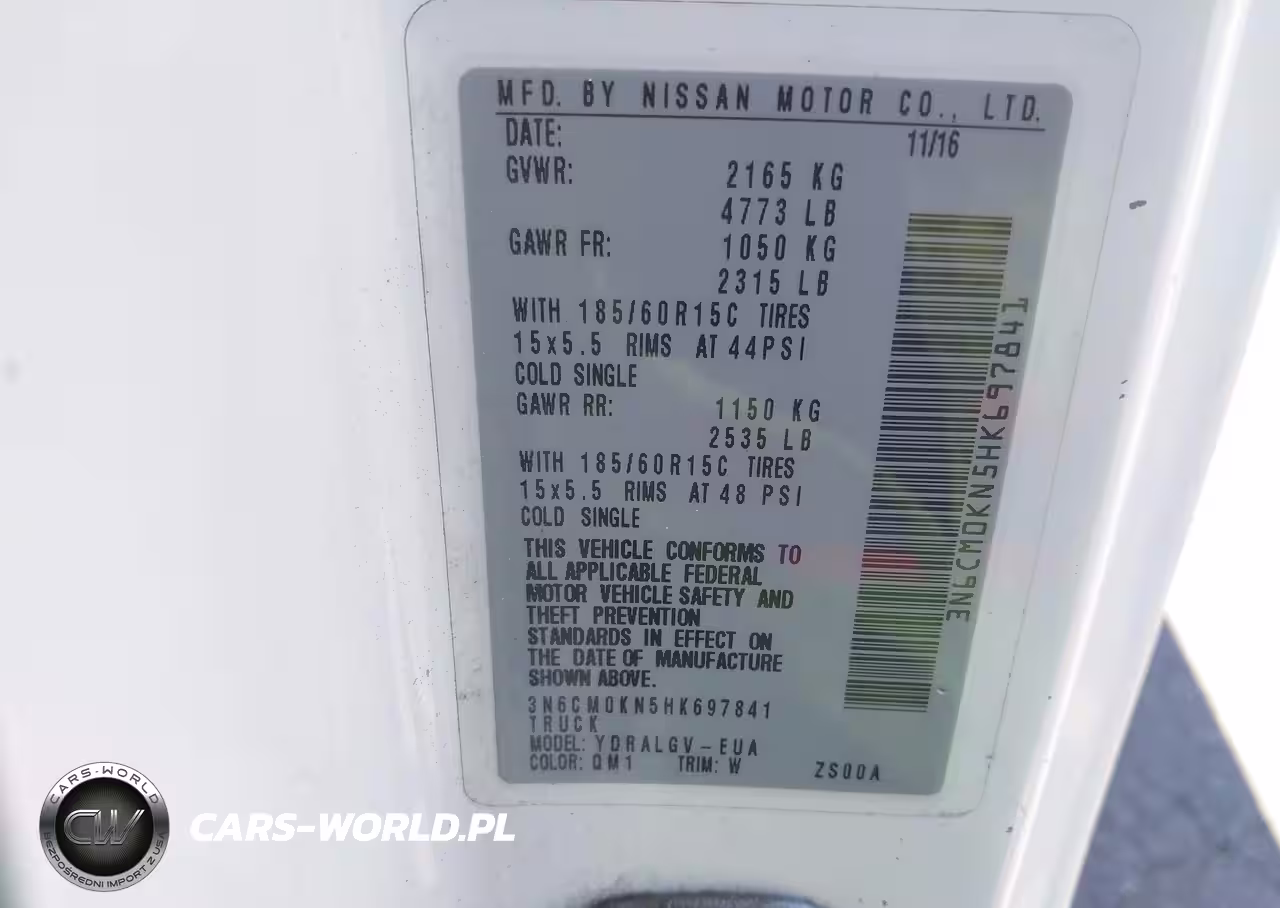 MFD. BY NISSAN MOTOR CO., LTD.
DATE: 11/16
GVWR: 2165 KG
4773 LB
GAWR FR: 1050 KG
2315 LB
WITH 185/60R15C TIRES
15x5.5 RIMS AT 44PSI
COLD SINGLE
GAWR RR: 1150 KG
2535 LB
WITH 185/60R15C TIRES
15x5.5 RIMS AT 48 PSI
COLD SINGLE
THIS VEHICLE CONFORMS TO
ALL APPLICABLE FEDERAL
MOTOR VEHICLE SAFETY AND
THEFT PREVENTION
STANDARDS IN EFFECT ON
THE DATE OF MANUFACTURE
SHOWN ABOVE.
3N6CM0KN5HK697841
TRUCK
MODEL: YDRALGV-EUA
COLOR: QM1 TRIM: W ZS00A
3N6CM0KN5HK697841
CARS-WORLD
CW
BEZPOŚREDNI IMPORT Z USA
CARS-WORLD.PL